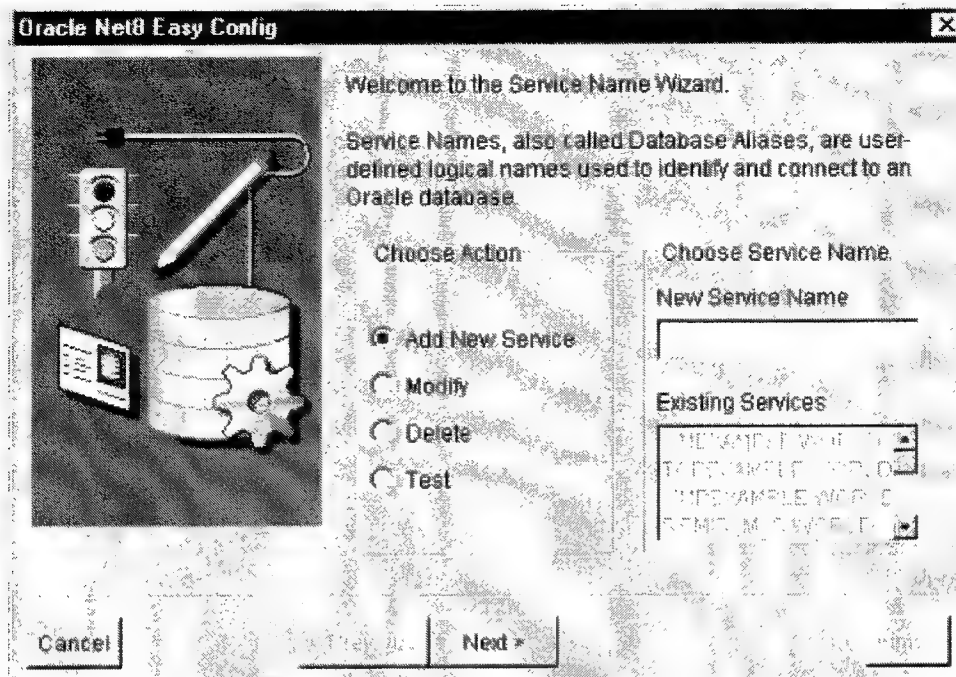 Oracle Net8 Easy Config
Welcome to the Service Name Wizard.
Service Names, also called Database Aliases, are user-
defined logical names used to identify and connect to an
Oracle database.
Choose Action
Add New Service
Modify
Delete
Test
Choose Service Name.
New Service Name
Existing Services
Cancel
Next >